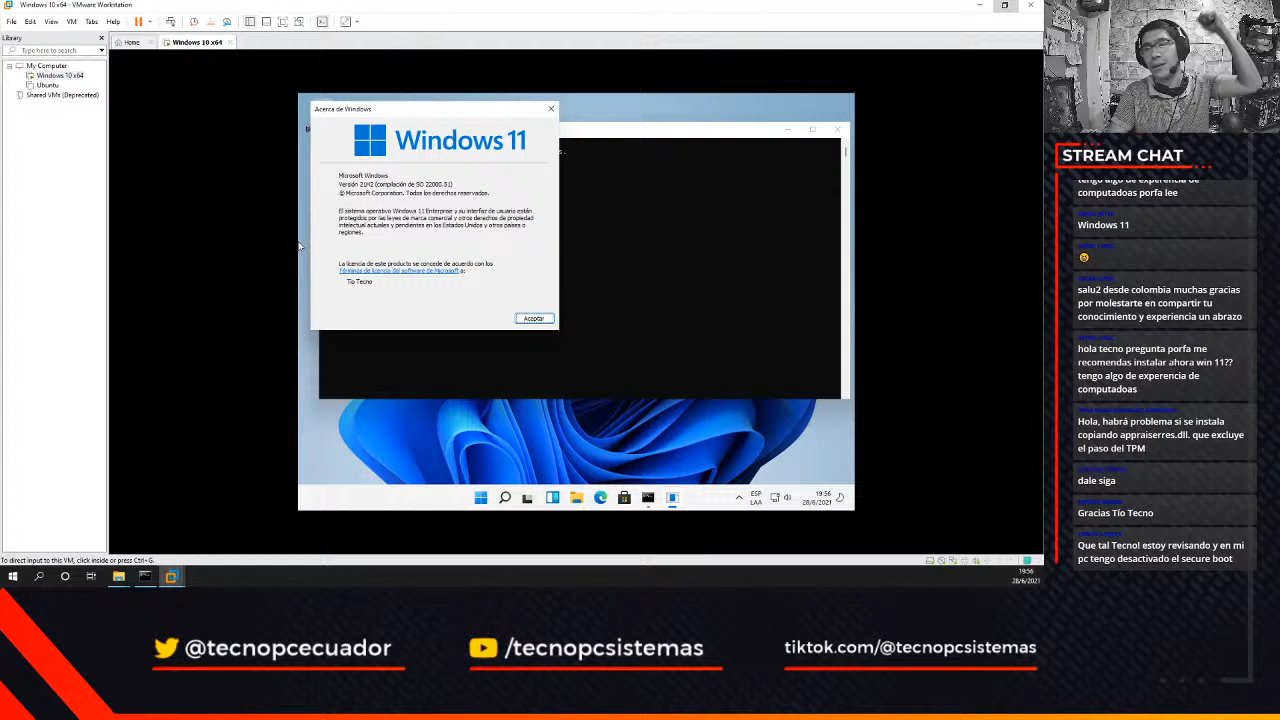 Windows 10 x64 - VMware Workstation
File Edit View VM Tabs Help
Library
Type here to search
My Computer
Windows 10 x64
Ubuntu
Shared VMs (Deprecated)
Home
Windows 10 x64
Acerca de Windows
Windows 11
Microsoft Windows
Versión 21H2 (compilación de SO 22000.51)
© Microsoft Corporation. Todos los derechos reservados.
El sistema operativo Windows 11 Enterprise y su interfaz de usuario están
protegidos por las leyes de marca comercial y otros derechos de propiedad
intelectual actuales y pendientes en los Estados Unidos y otros países o
regiones.
La licencia de este producto se concede de acuerdo con los
Términos de licencia del software de Microsoft a:
Tio Tecno
Aceptar
ESP
LAA
19:56
28/6/2021
To direct input to this VM, click inside or press Ctrl+G.
19:56
28/6/2021
STREAM CHAT
tengo algo de experencia de
computadoas porfa lee
Windows 11
salu2 desde colombia muchas gracias
por molestarte en compartir tu
conocimiento y experiencia un abrazo
hola tecno pregunta porfa me
recomendas instalar ahora win 11??
tengo algo de experencia de
computadoas
Hola, habrá problema si se instala
copiando appraiserres.dll. que excluye
el paso del TPM
dale siga
Gracias Tío Tecno
Que tal Tecno! estoy revisando y en mi
pc tengo desactivado el secure boot
@tecnopcecuador
/tecnopcsistemas
tiktok.com/@tecnopcsistemas